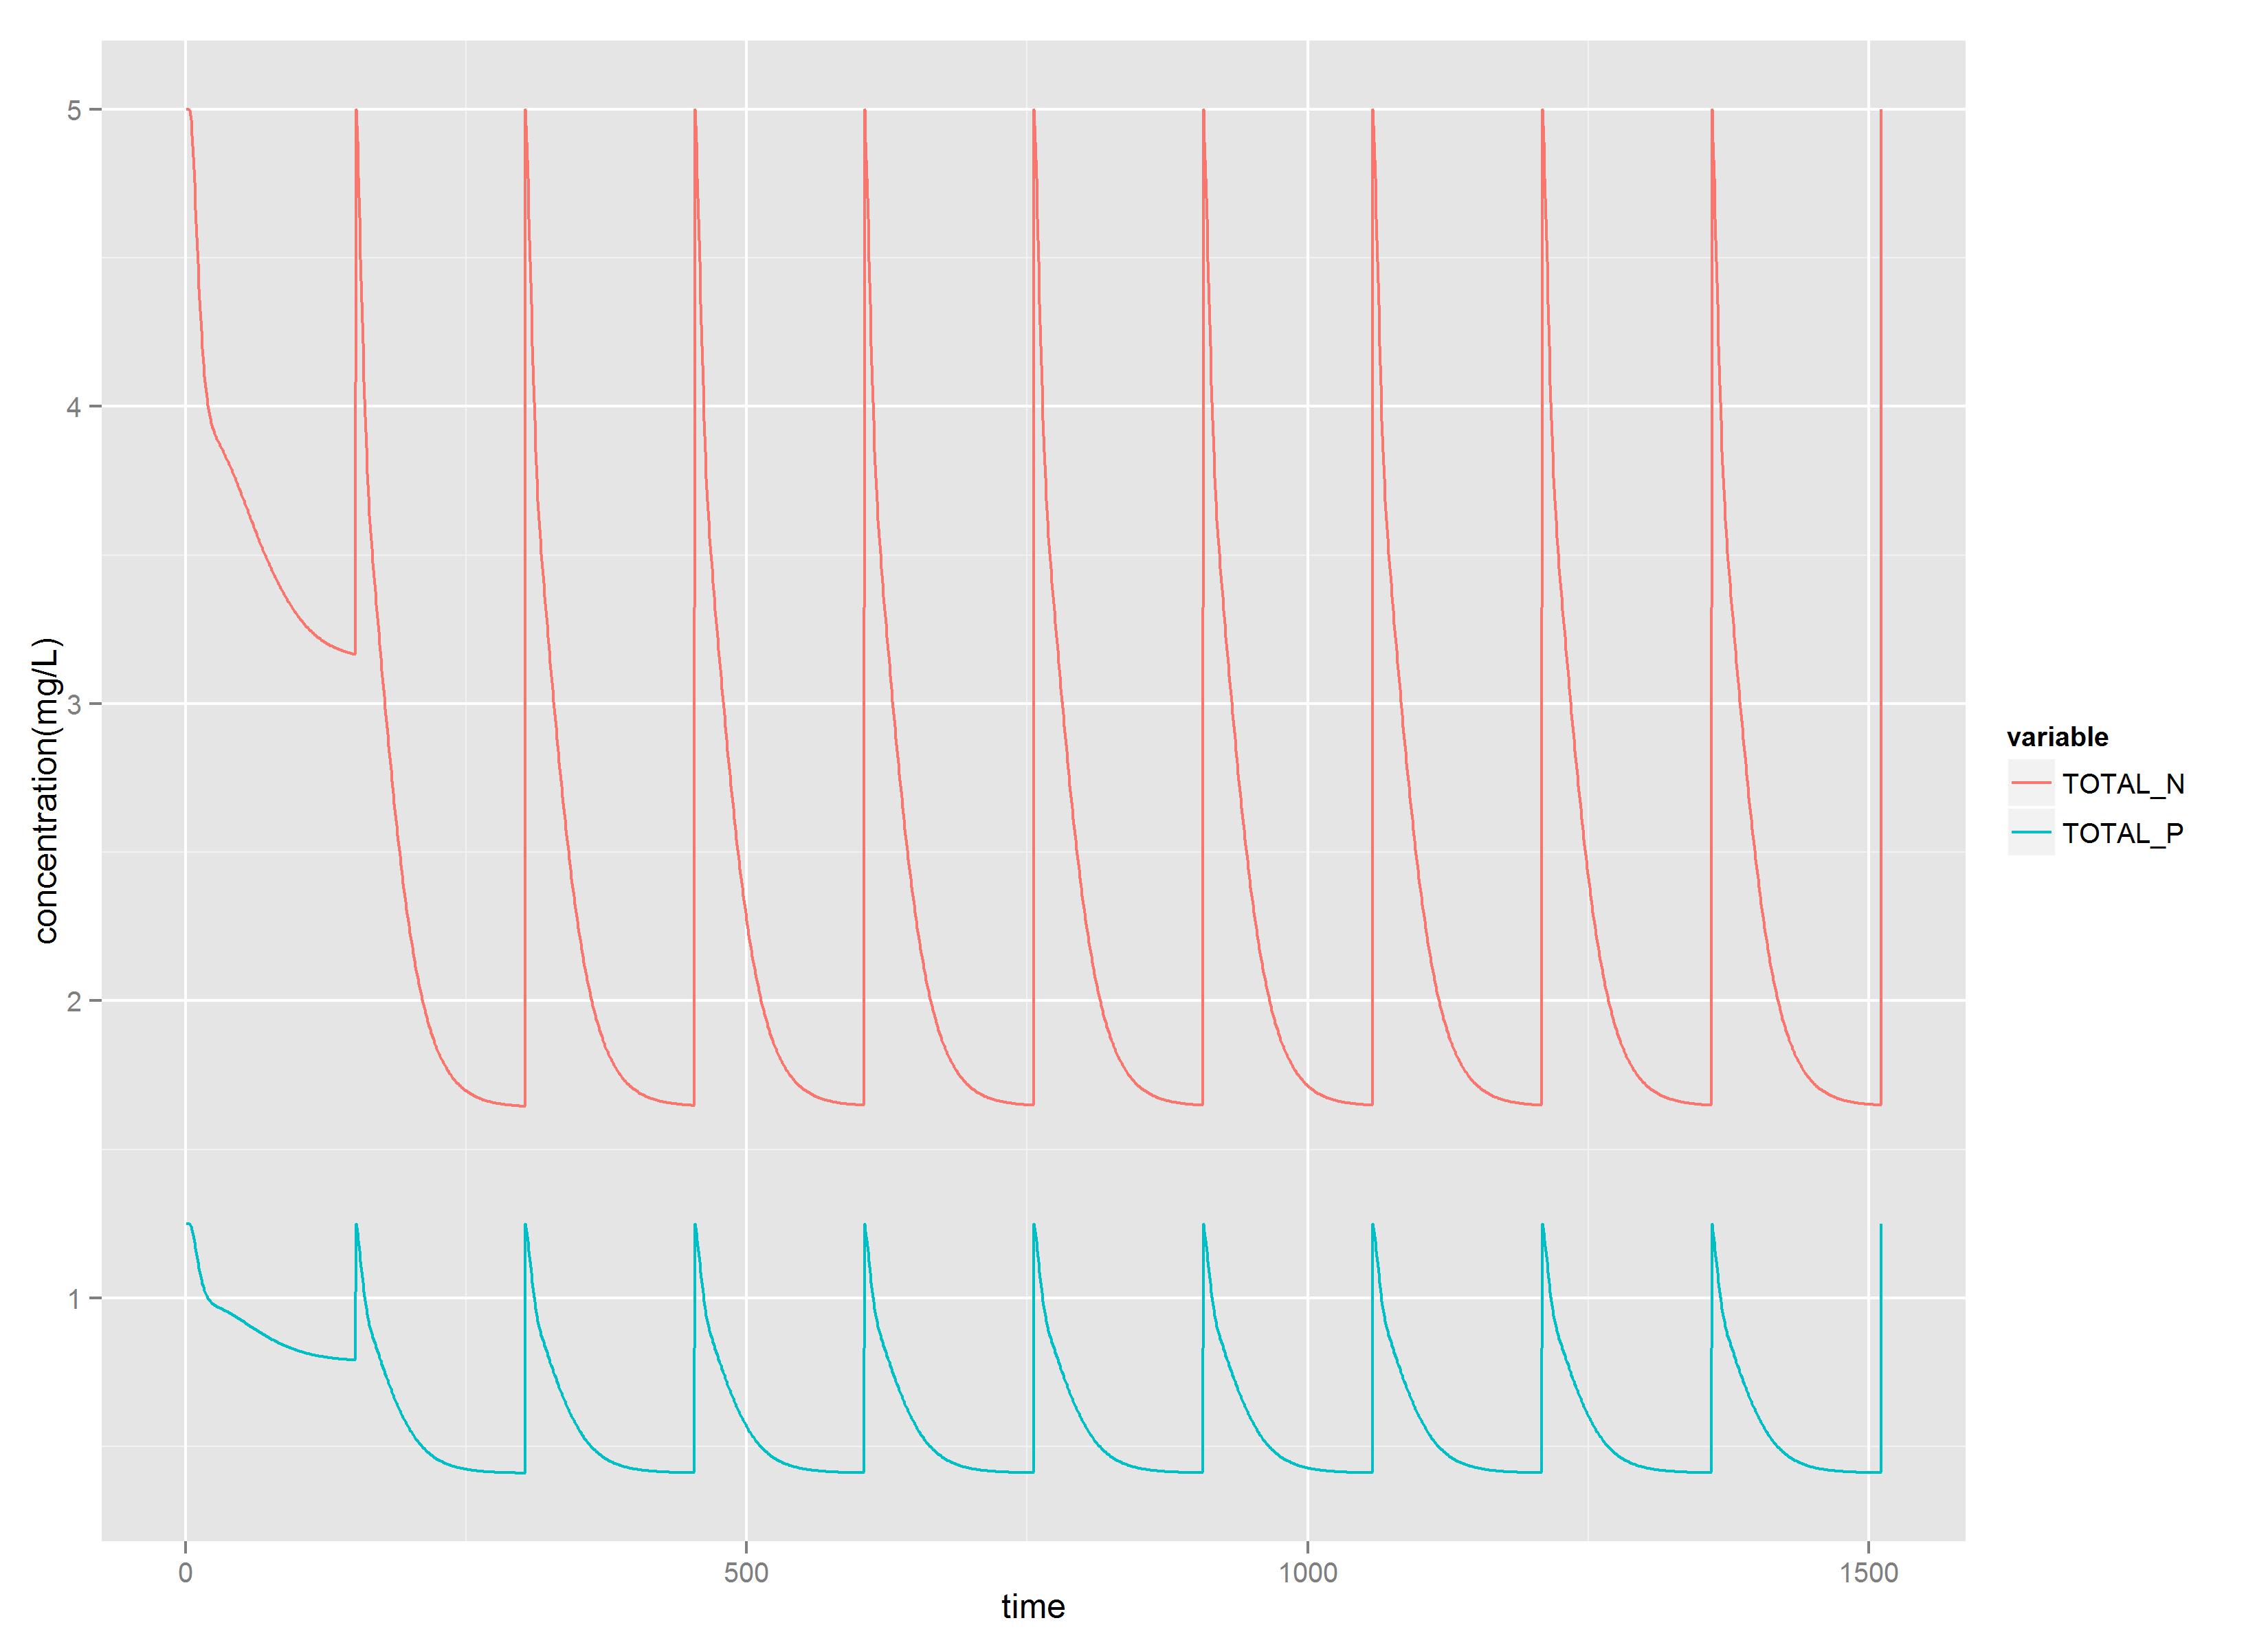 concentration(mg/L)
5
4
3
2
1
0 500 1000 1500
time
variable
TOTAL_N
TOTAL_P